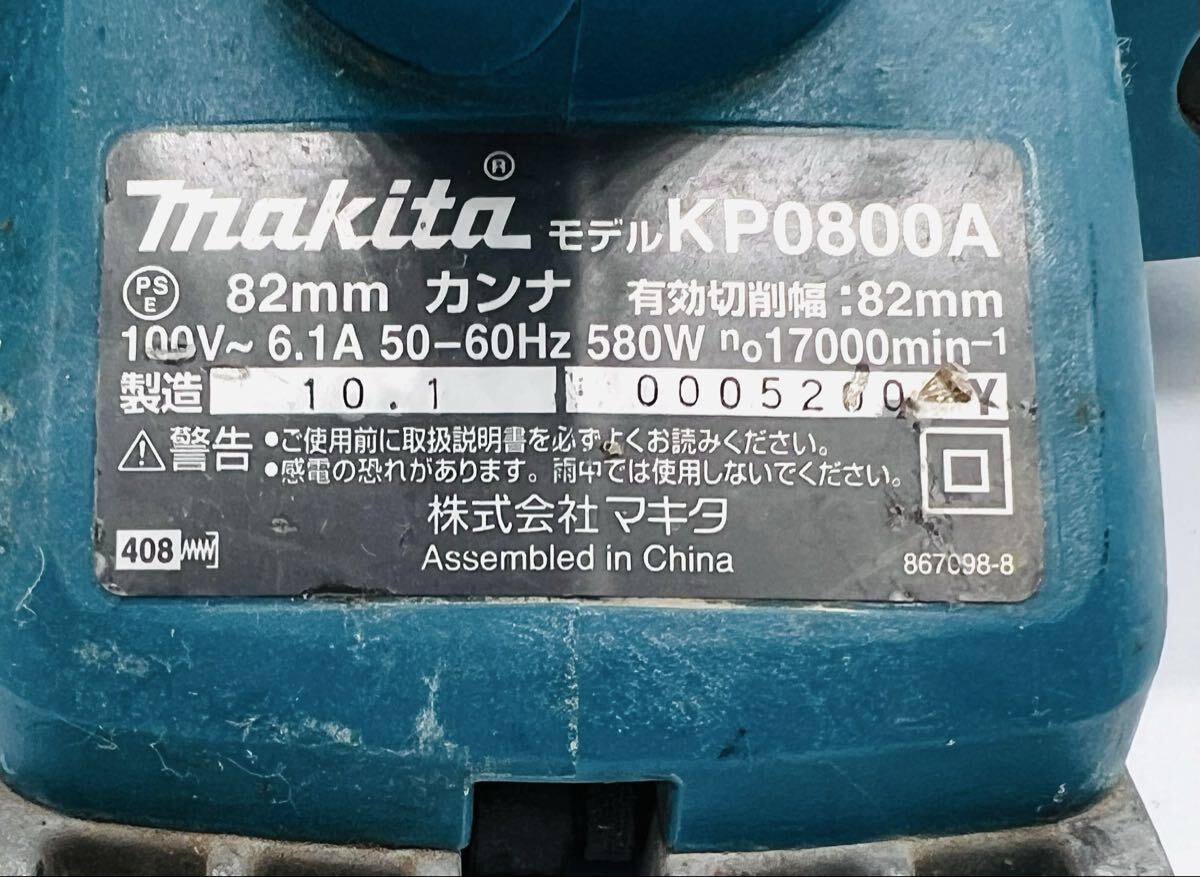 makita® モデルKP0800A
PSE 82mm カンナ 有効切削幅:82mm
100V~ 6.1A 50-60Hz 580W no17000min-1
製造 10.1 Y
警告 •ご使用前に取扱説明書を必ずよくお読みください。
•感電の恐れがあります。雨中では使用しないでください。
株式会社マキタ
408 Assembled in China 867098-8